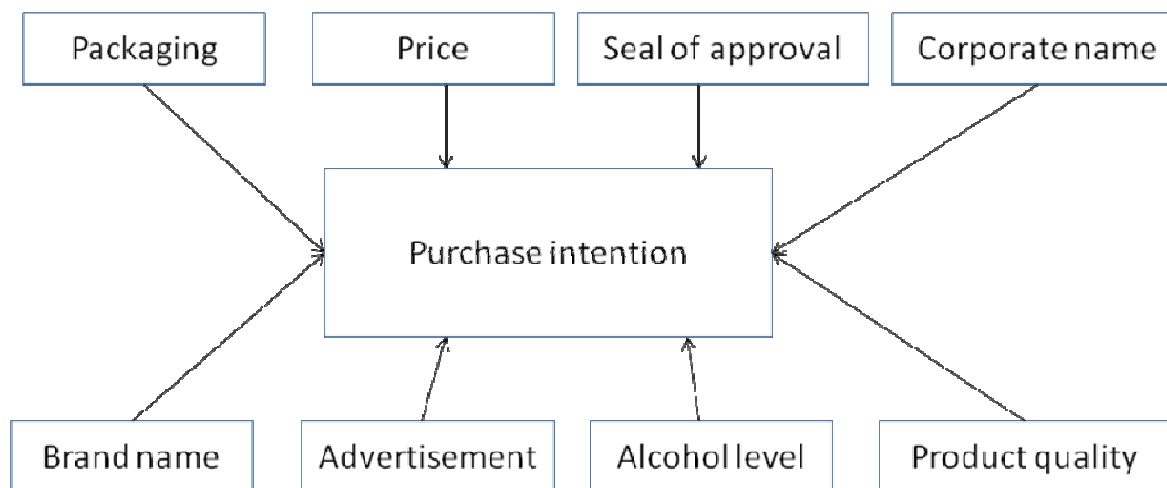 Packaging
Price
Seal of approval
Corporate name
Purchase intention
Brand name
Advertisement
Alcohol level
Product quality